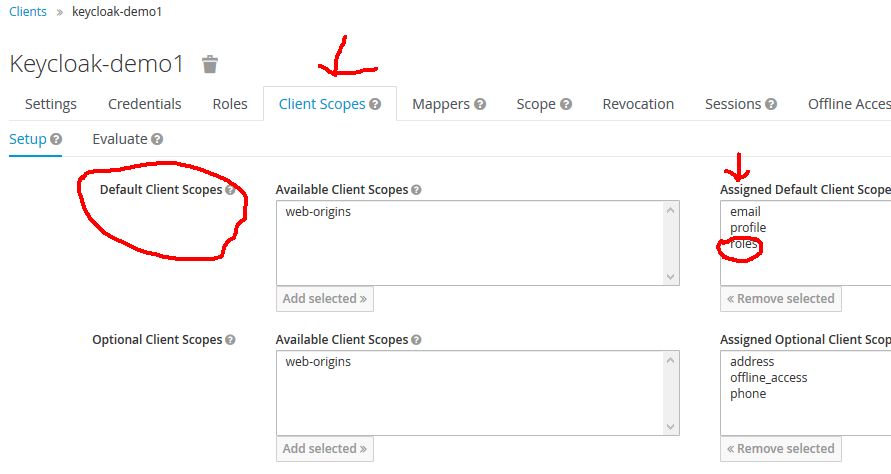 Clients » keycloak-demo1
Keycloak-demo1
Settings Credentials Roles Client Scopes Mappers Scope Revocation Sessions Offline Acces
Setup Evaluate
Default Client Scopes Available Client Scopes Assigned Default Client Scope
web-origins email
profile
roles
Add selected » « Remove selected
Optional Client Scopes Available Client Scopes Assigned Optional Client Scop
web-origins address
offline_access
phone
Add selected » « Remove selected